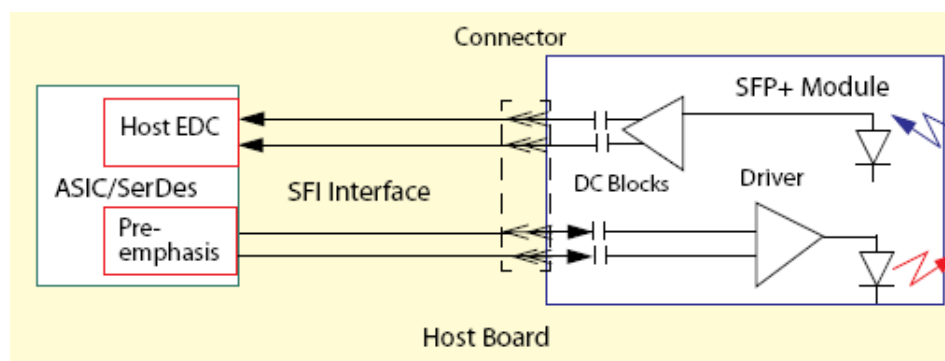 Connector
SFP+ Module
Host EDC
ASIC/SerDes
SFI Interface
DC Blocks
Driver
Pre-
emphasis
Host Board